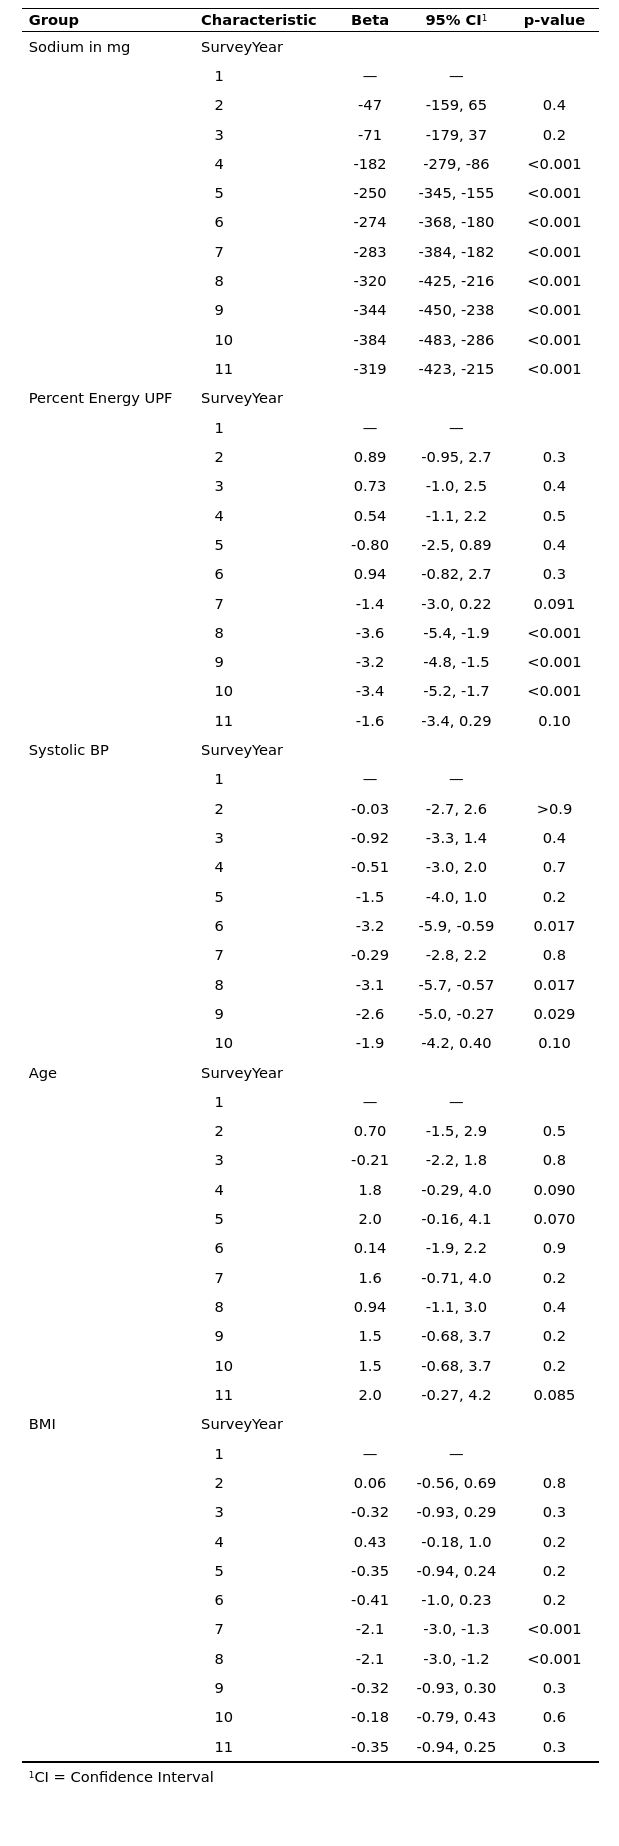 Group Characteristic Beta 95% CI¹ p-value
Sodium in mg SurveyYear
1 — —
2 -47 -159, 65 0.4
3 -71 -179, 37 0.2
4 -182 -279, -86 <0.001
5 -250 -345, -155 <0.001
6 -274 -368, -180 <0.001
7 -283 -384, -182 <0.001
8 -320 -425, -216 <0.001
9 -344 -450, -238 <0.001
10 -384 -483, -286 <0.001
11 -319 -423, -215 <0.001
Percent Energy UPF SurveyYear
1 — —
2 0.89 -0.95, 2.7 0.3
3 0.73 -1.0, 2.5 0.4
4 0.54 -1.1, 2.2 0.5
5 -0.80 -2.5, 0.89 0.4
6 0.94 -0.82, 2.7 0.3
7 -1.4 -3.0, 0.22 0.091
8 -3.6 -5.4, -1.9 <0.001
9 -3.2 -4.8, -1.5 <0.001
10 -3.4 -5.2, -1.7 <0.001
11 -1.6 -3.4, 0.29 0.10
Systolic BP SurveyYear
1 — —
2 -0.03 -2.7, 2.6 >0.9
3 -0.92 -3.3, 1.4 0.4
4 -0.51 -3.0, 2.0 0.7
5 -1.5 -4.0, 1.0 0.2
6 -3.2 -5.9, -0.59 0.017
7 -0.29 -2.8, 2.2 0.8
8 -3.1 -5.7, -0.57 0.017
9 -2.6 -5.0, -0.27 0.029
10 -1.9 -4.2, 0.40 0.10
Age SurveyYear
1 — —
2 0.70 -1.5, 2.9 0.5
3 -0.21 -2.2, 1.8 0.8
4 1.8 -0.29, 4.0 0.090
5 2.0 -0.16, 4.1 0.070
6 0.14 -1.9, 2.2 0.9
7 1.6 -0.71, 4.0 0.2
8 0.94 -1.1, 3.0 0.4
9 1.5 -0.68, 3.7 0.2
10 1.5 -0.68, 3.7 0.2
11 2.0 -0.27, 4.2 0.085
BMI SurveyYear
1 — —
2 0.06 -0.56, 0.69 0.8
3 -0.32 -0.93, 0.29 0.3
4 0.43 -0.18, 1.0 0.2
5 -0.35 -0.94, 0.24 0.2
6 -0.41 -1.0, 0.23 0.2
7 -2.1 -3.0, -1.3 <0.001
8 -2.1 -3.0, -1.2 <0.001
9 -0.32 -0.93, 0.30 0.3
10 -0.18 -0.79, 0.43 0.6
11 -0.35 -0.94, 0.25 0.3
¹CI = Confidence Interval